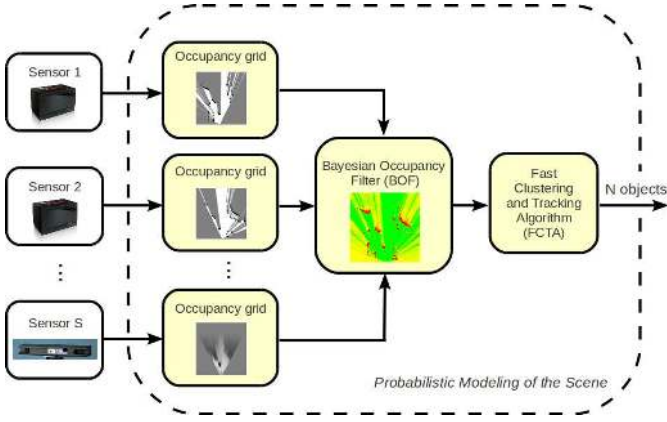 Sensor 1
Occupancy grid
Sensor 2
Occupancy grid
Bayesian Occupancy
Filter (BOF)
Fast
Clustering
and Tracking
Algorithm
(FCTA)
N objects
Sensor S
Occupancy grid
Probabilistic Modeling of the Scene